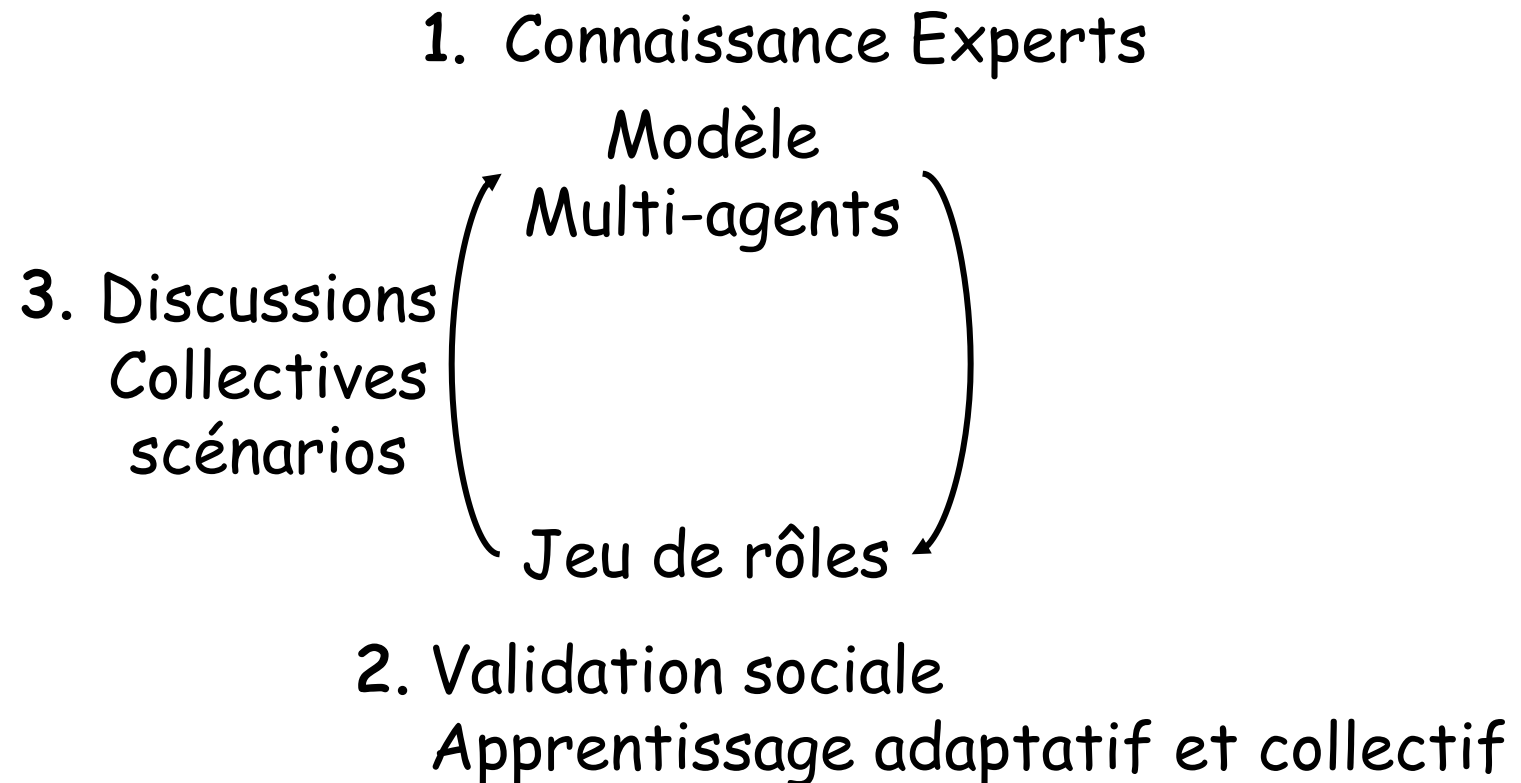 1. Connaissance Experts
Modèle
Multi-agents
3. Discussions
Collectives
scénarios
Jeu de rôles
2. Validation sociale
Apprentissage adaptatif et collectif